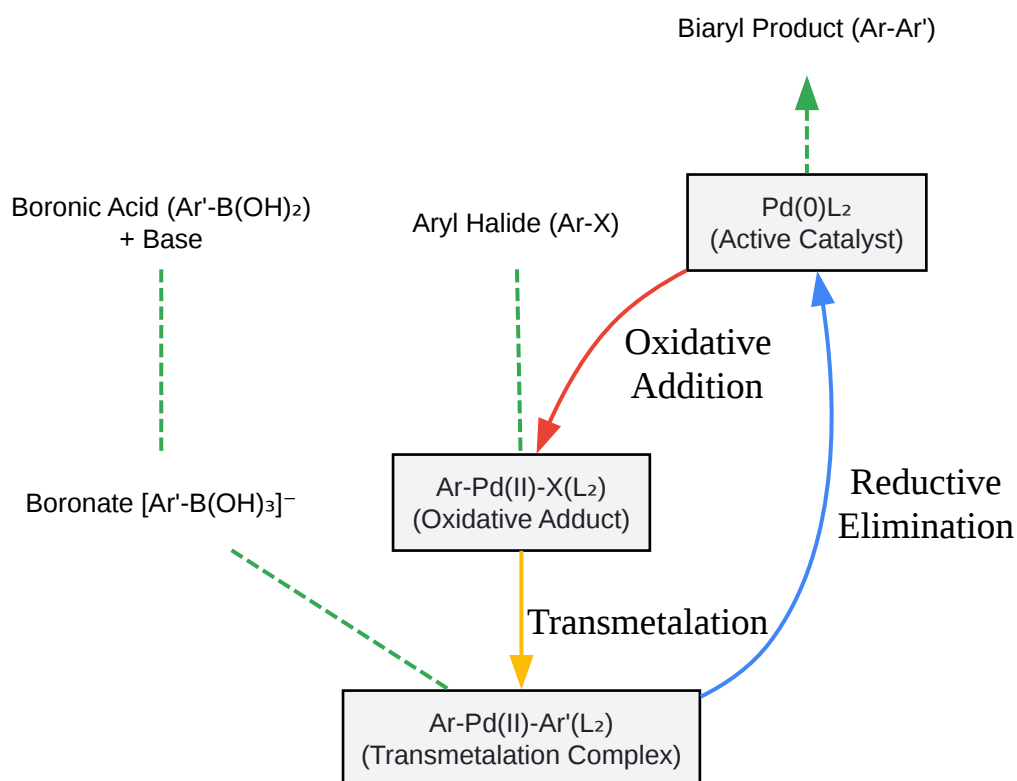 Biaryl Product (Ar-Ar')
Boronic Acid (Ar'-B(OH)₂)
+ Base
Aryl Halide (Ar-X)
Pd(0)L₂
(Active Catalyst)
Oxidative
Addition
Ar-Pd(II)-X(L₂)
(Oxidative Adduct)
Boronate [Ar'-B(OH)₃]⁻
Reductive
Elimination
Transmetalation
Ar-Pd(II)-Ar'(L₂)
(Transmetalation Complex)